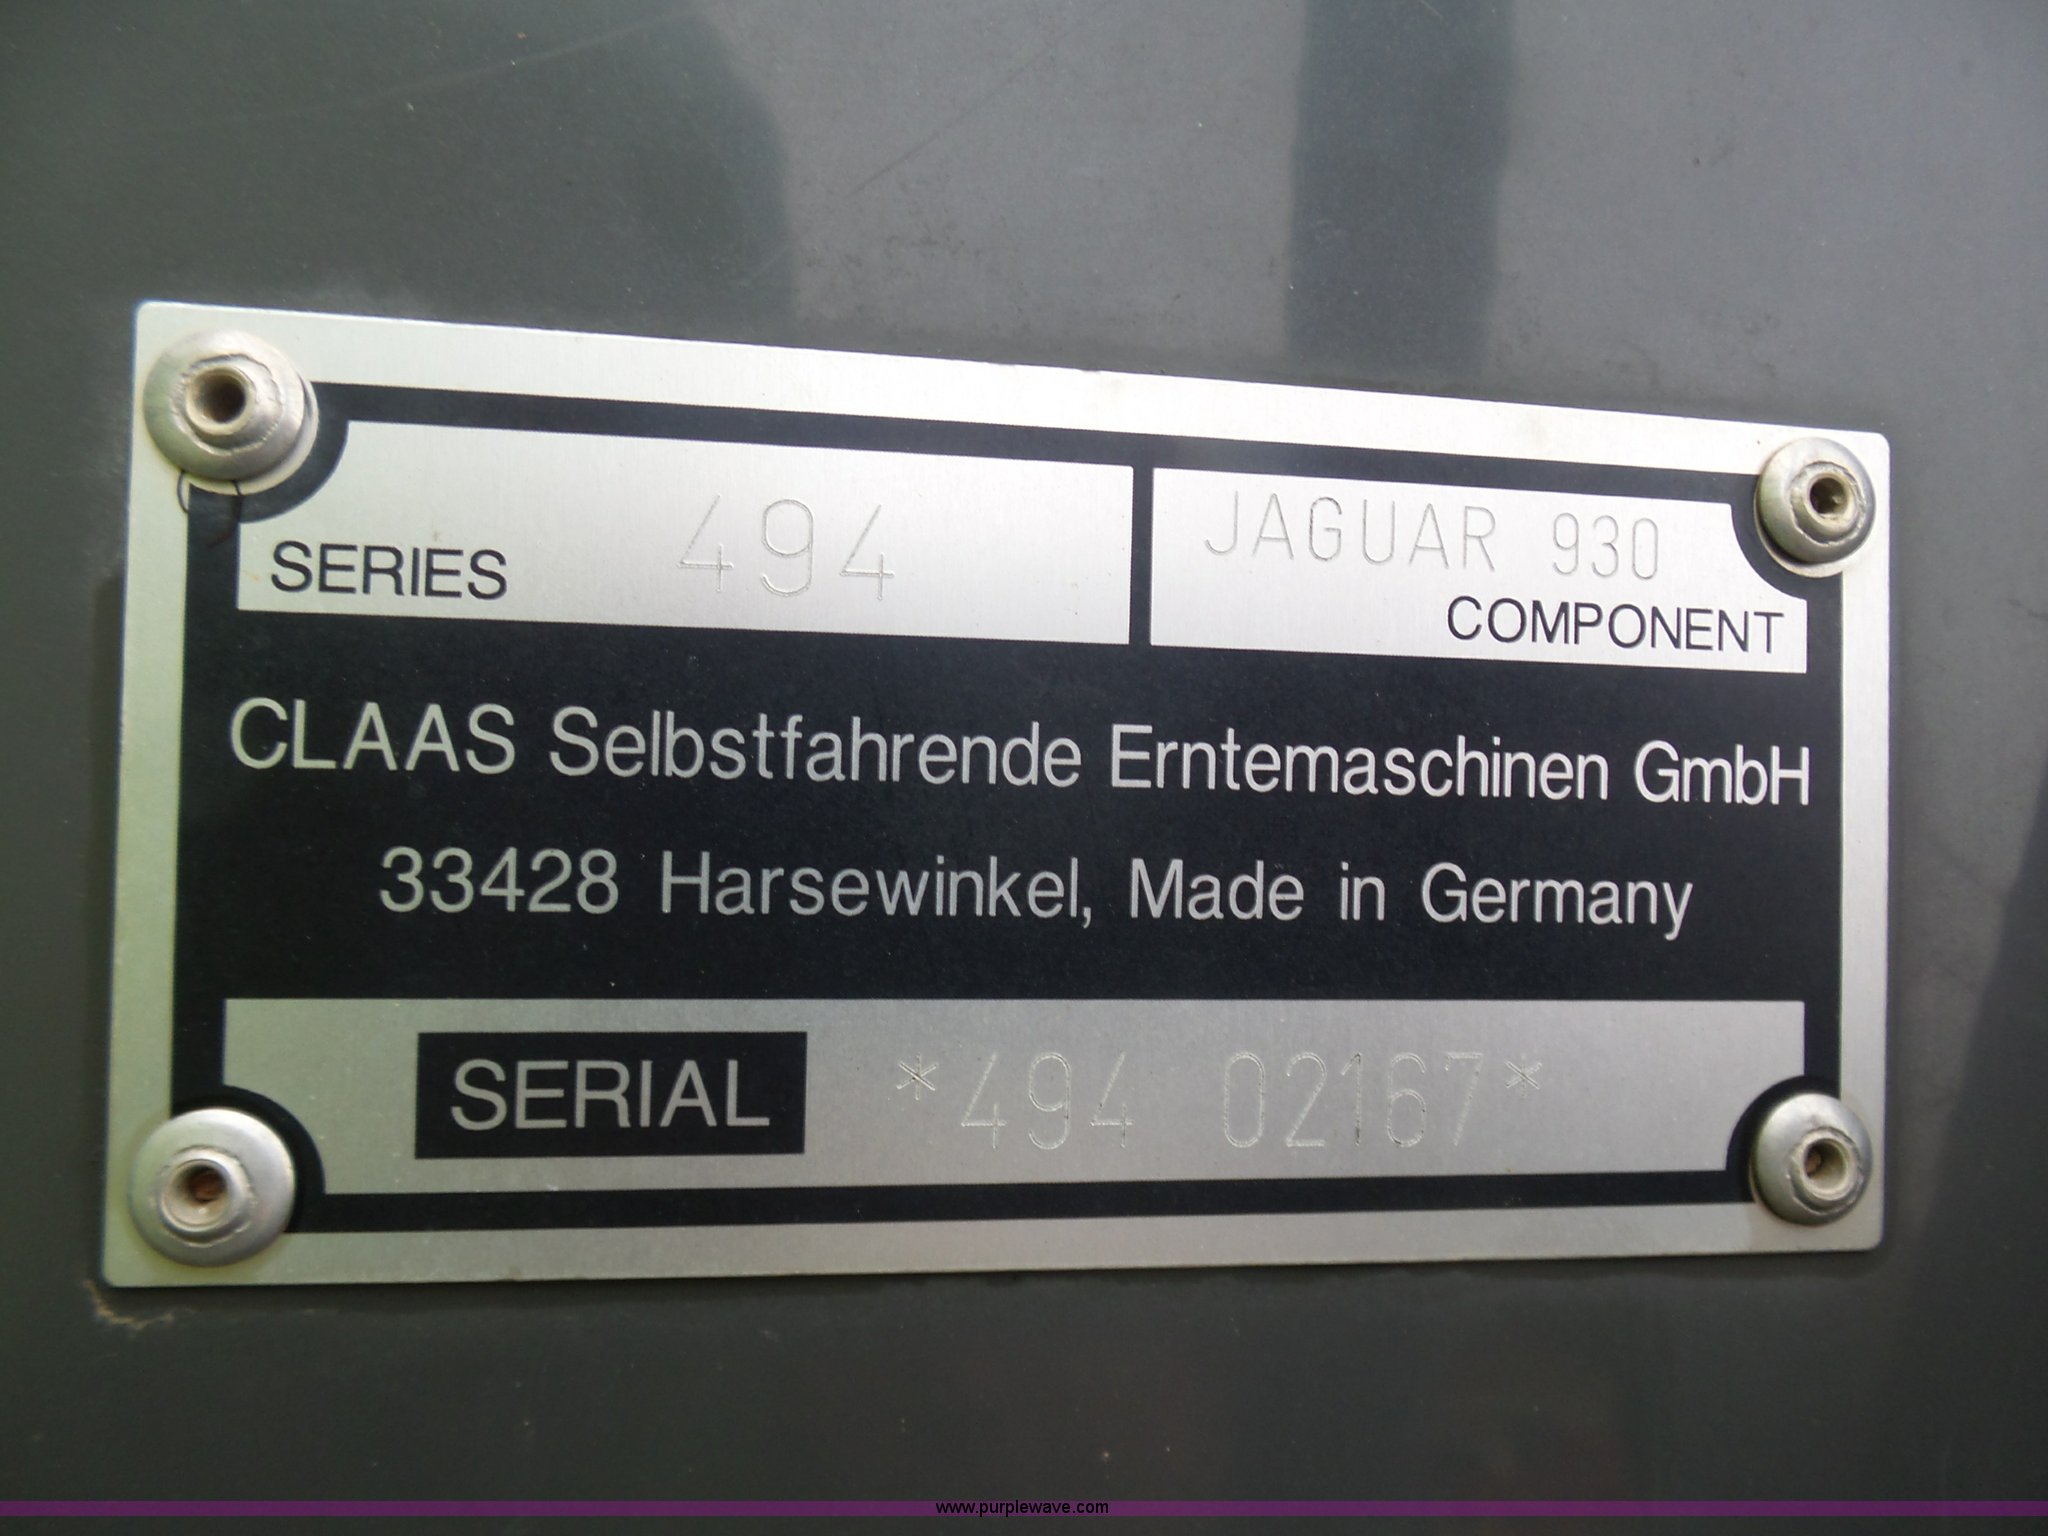 SERIES 494
JAGUAR 930
COMPONENT
CLAAS Selbstfahrende Erntemaschinen GmbH
33428 Harsewinkel, Made in Germany
SERIAL *494 02167*
www.purplewave.com